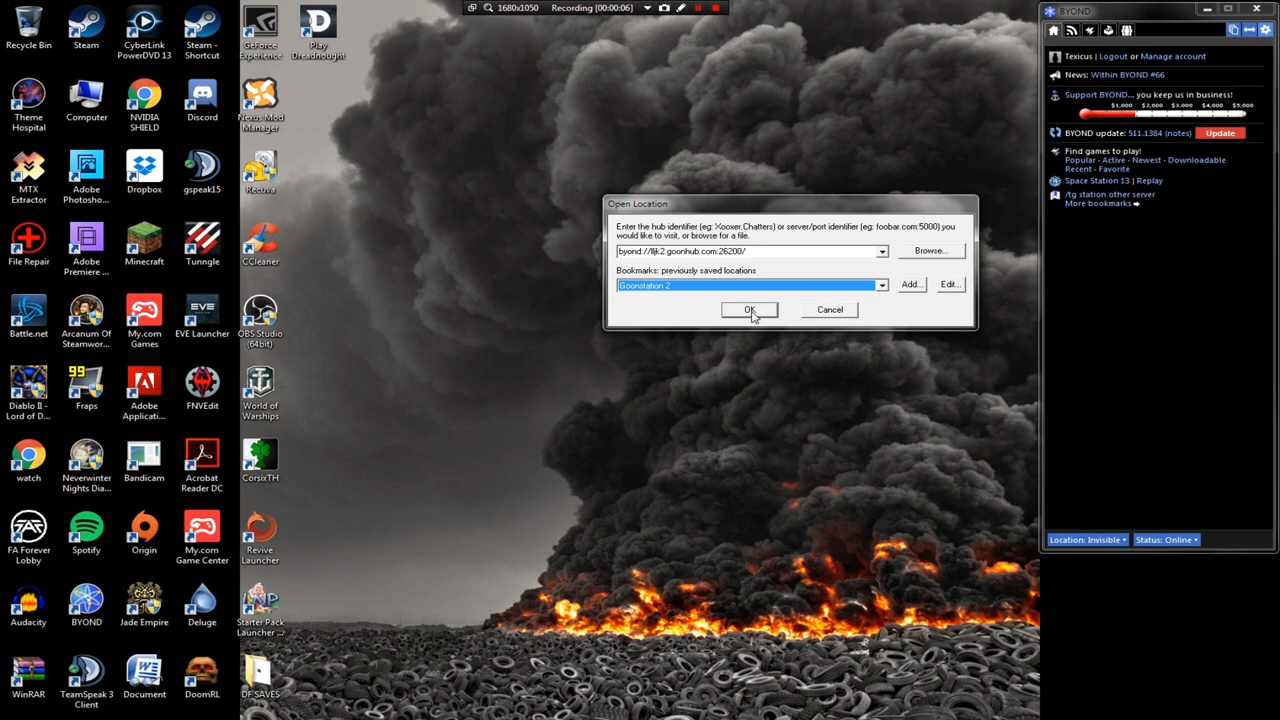 1680x1050 Recording [00:00:06]
Recycle Bin
Steam
CyberLink PowerDVD 13
Steam - Shortcut
GeForce Experience
Play Dreadnought
Theme Hospital
Computer
NVIDIA SHIELD
Discord
Nexus Mod Manager
MTX Extractor
Adobe Photosho...
Dropbox
gspeak15
Recuva
File Repair
Adobe Premiere ...
Minecraft
Tunngle
CCleaner
Battle.net
Arcanum Of Steamwor...
My.com Games
EVE
EVE Launcher
OBS Studio (64bit)
99
Diablo II - Lord of D...
Fraps
Adobe Applicati...
FNVEdit
World of Warships
watch
Neverwinter Nights Dia...
Bandicam
Acrobat Reader DC
CorsixTH
FAF
FA Forever Lobby
Spotify
Origin
My.com Game Center
Revive Launcher
Audacity
BYOND
Jade Empire
Deluge
Starter Pack Launcher ...
WinRAR
TeamSpeak 3 Client
Document
DoomRL
DF SAVES
Open Location
Enter the hub identifier (eg: Xooxer.Chatters) or server/port identifier (eg: foobar.com:5000) you
would like to visit, or browse for a file.
Browse...
Bookmarks: previously saved locations
Goonstation 2
Add...
Edit...
OK
Cancel
BYOND
Texicus | Logout or Manage account
News: Within BYOND #66
Support BYOND... you keep us in business!
$1,000 $2,000 $3,000 $4,000 $5,000
BYOND update: 511.1384 (notes) Update
Find games to play!
Popular · Active · Newest · Downloadable
Recent · Favorite
Space Station 13 | Replay
/tg station other server
More bookmarks
Location: Invisible
Status: Online